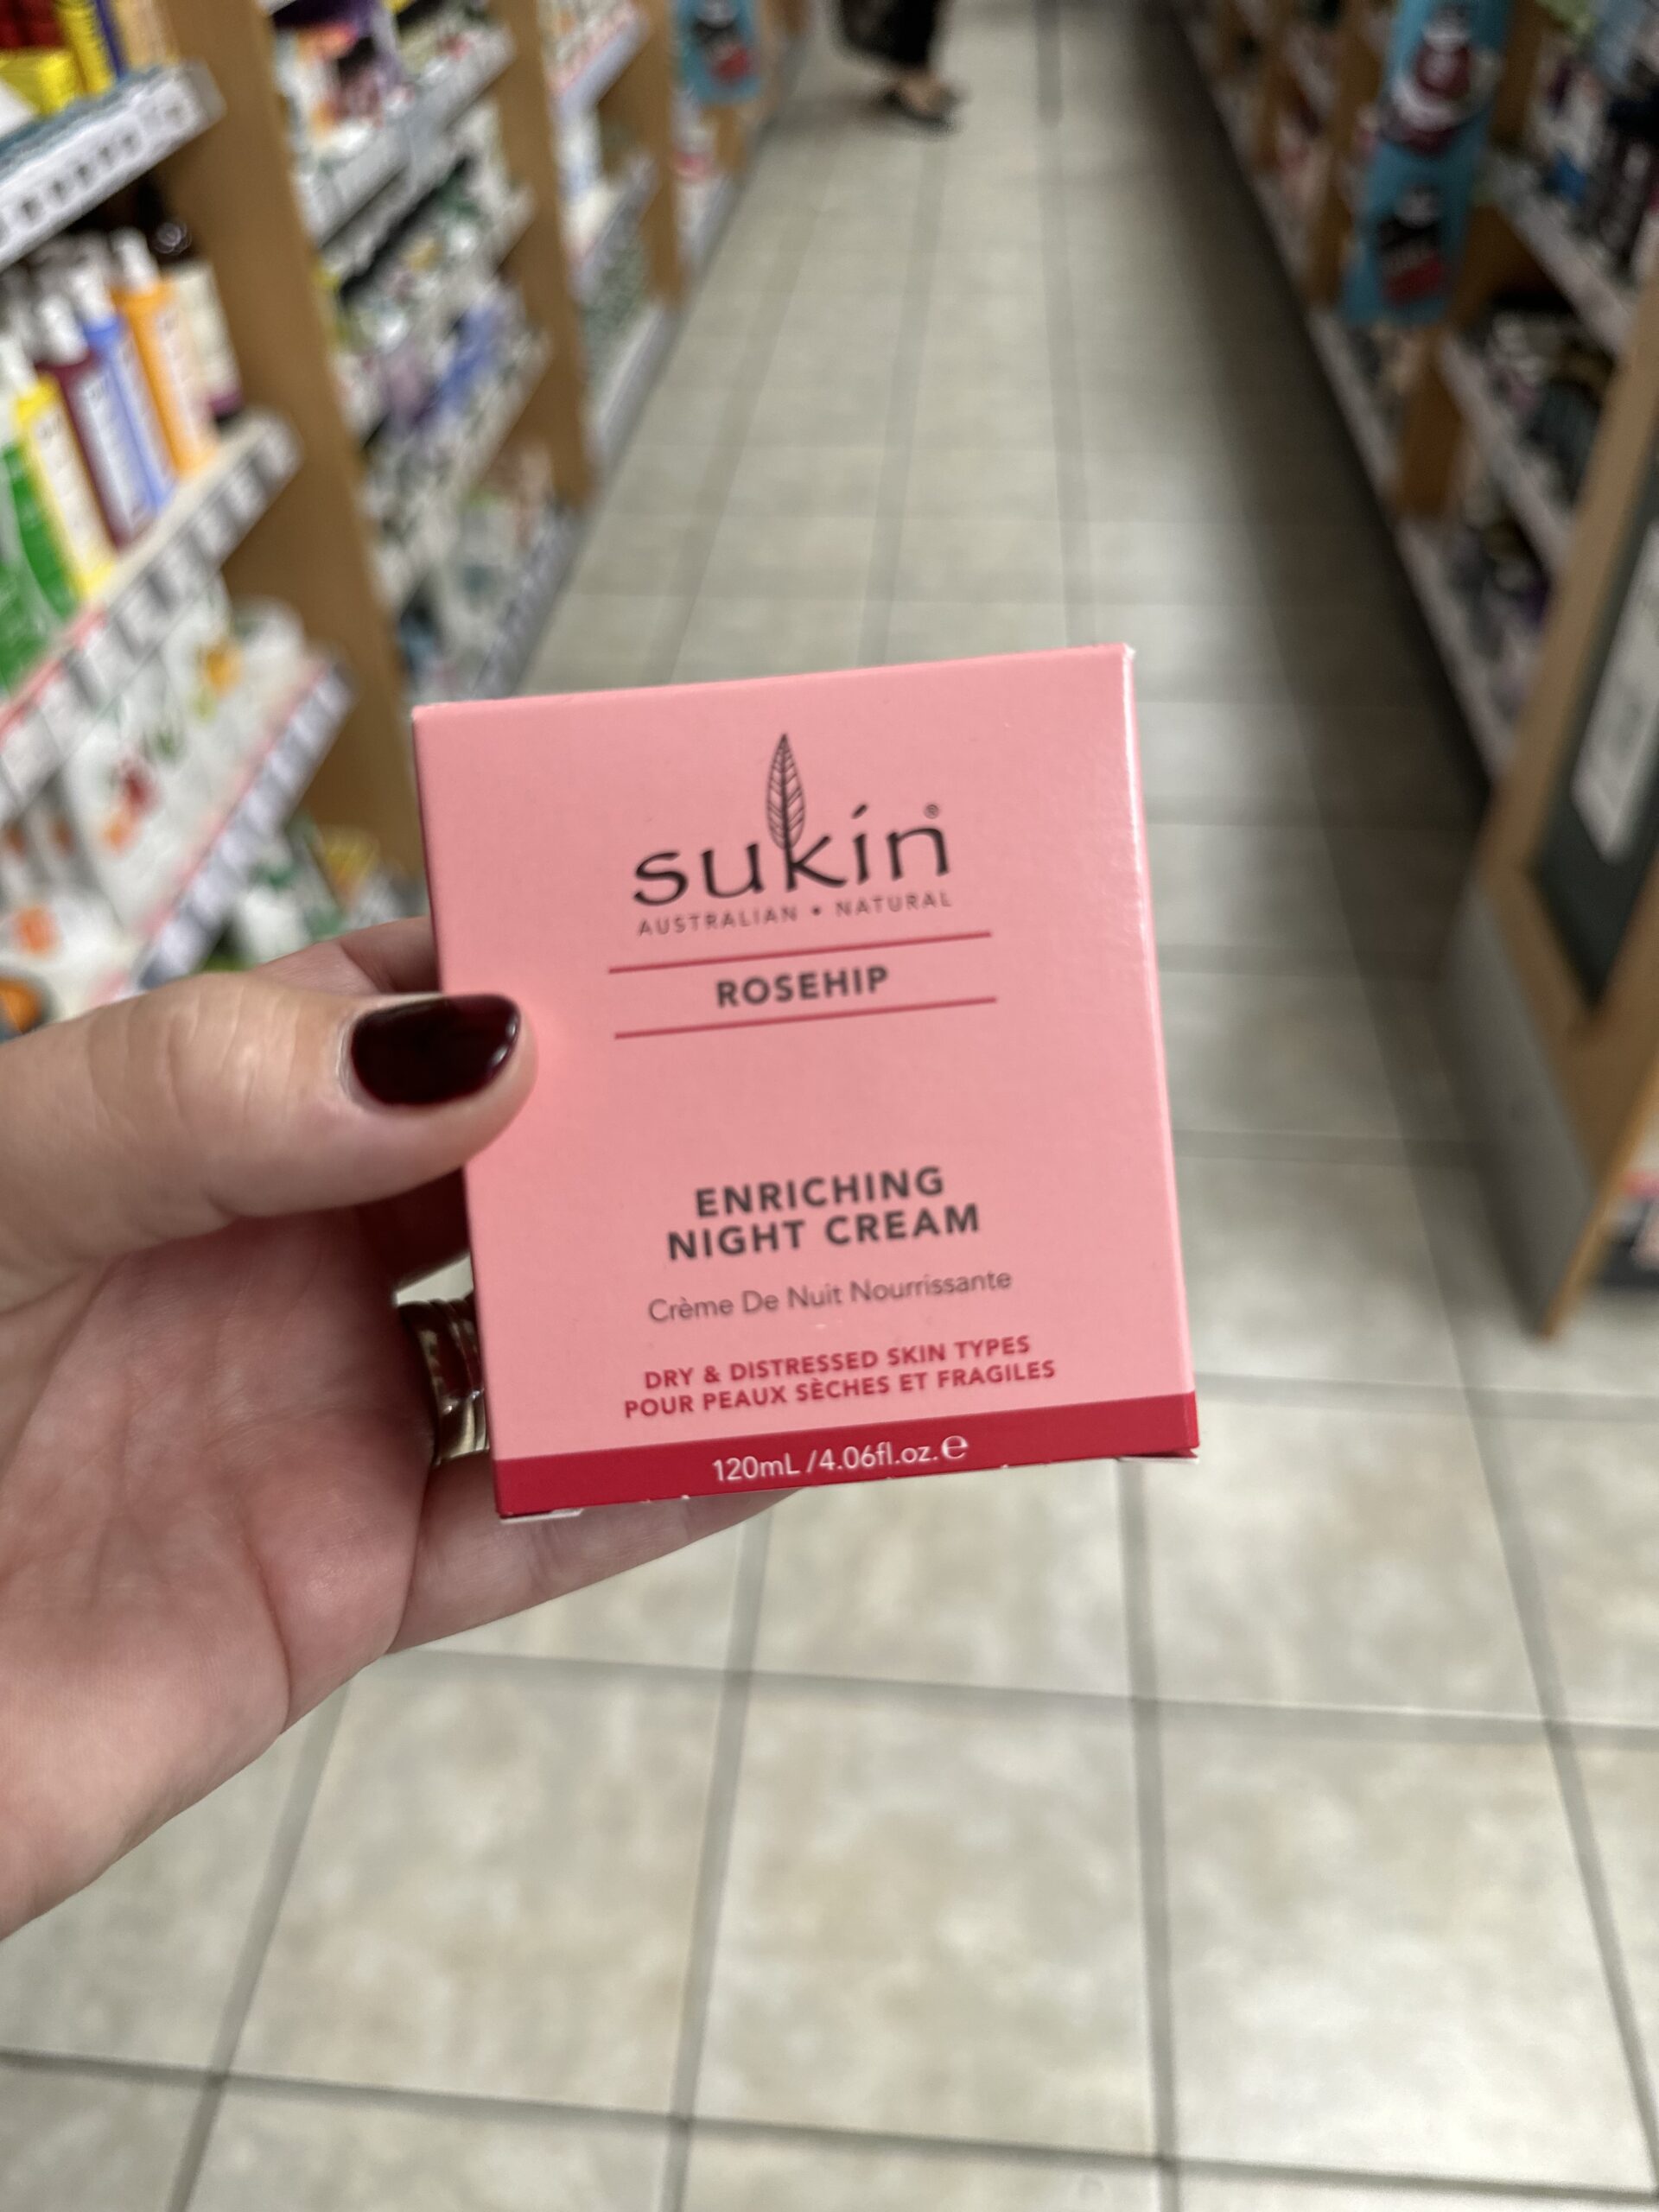 sukin®
AUSTRALIAN • NATURAL
ROSEHIP
ENRICHING
NIGHT CREAM
Crème De Nuit Nourrissante
DRY & DISTRESSED SKIN TYPES
POUR PEAUX SÈCHES ET FRAGILES
120mL /4.06fl.oz.℮